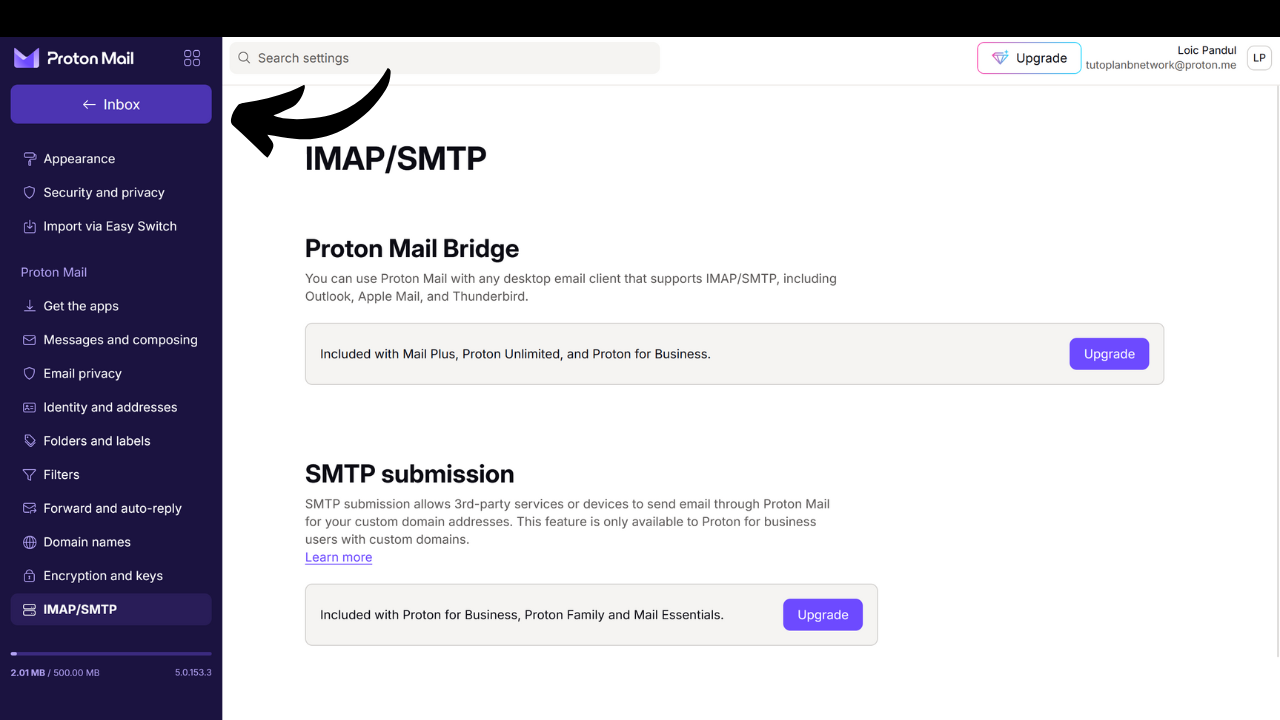 Proton Mail
Search settings
Upgrade
Loic Pandul
tutoplanbnetwork@proton.me
LP
← Inbox
Appearance
Security and privacy
Import via Easy Switch
Proton Mail
Get the apps
Messages and composing
Email privacy
Identity and addresses
Folders and labels
Filters
Forward and auto-reply
Domain names
Encryption and keys
IMAP/SMTP
2.01 MB / 500.00 MB
5.0.153.3
IMAP/SMTP
Proton Mail Bridge
You can use Proton Mail with any desktop email client that supports IMAP/SMTP, including
Outlook, Apple Mail, and Thunderbird.
Included with Mail Plus, Proton Unlimited, and Proton for Business.
Upgrade
SMTP submission
SMTP submission allows 3rd-party services or devices to send email through Proton Mail
for your custom domain addresses. This feature is only available to Proton for business
users with custom domains.
Learn more
Included with Proton for Business, Proton Family and Mail Essentials.
Upgrade